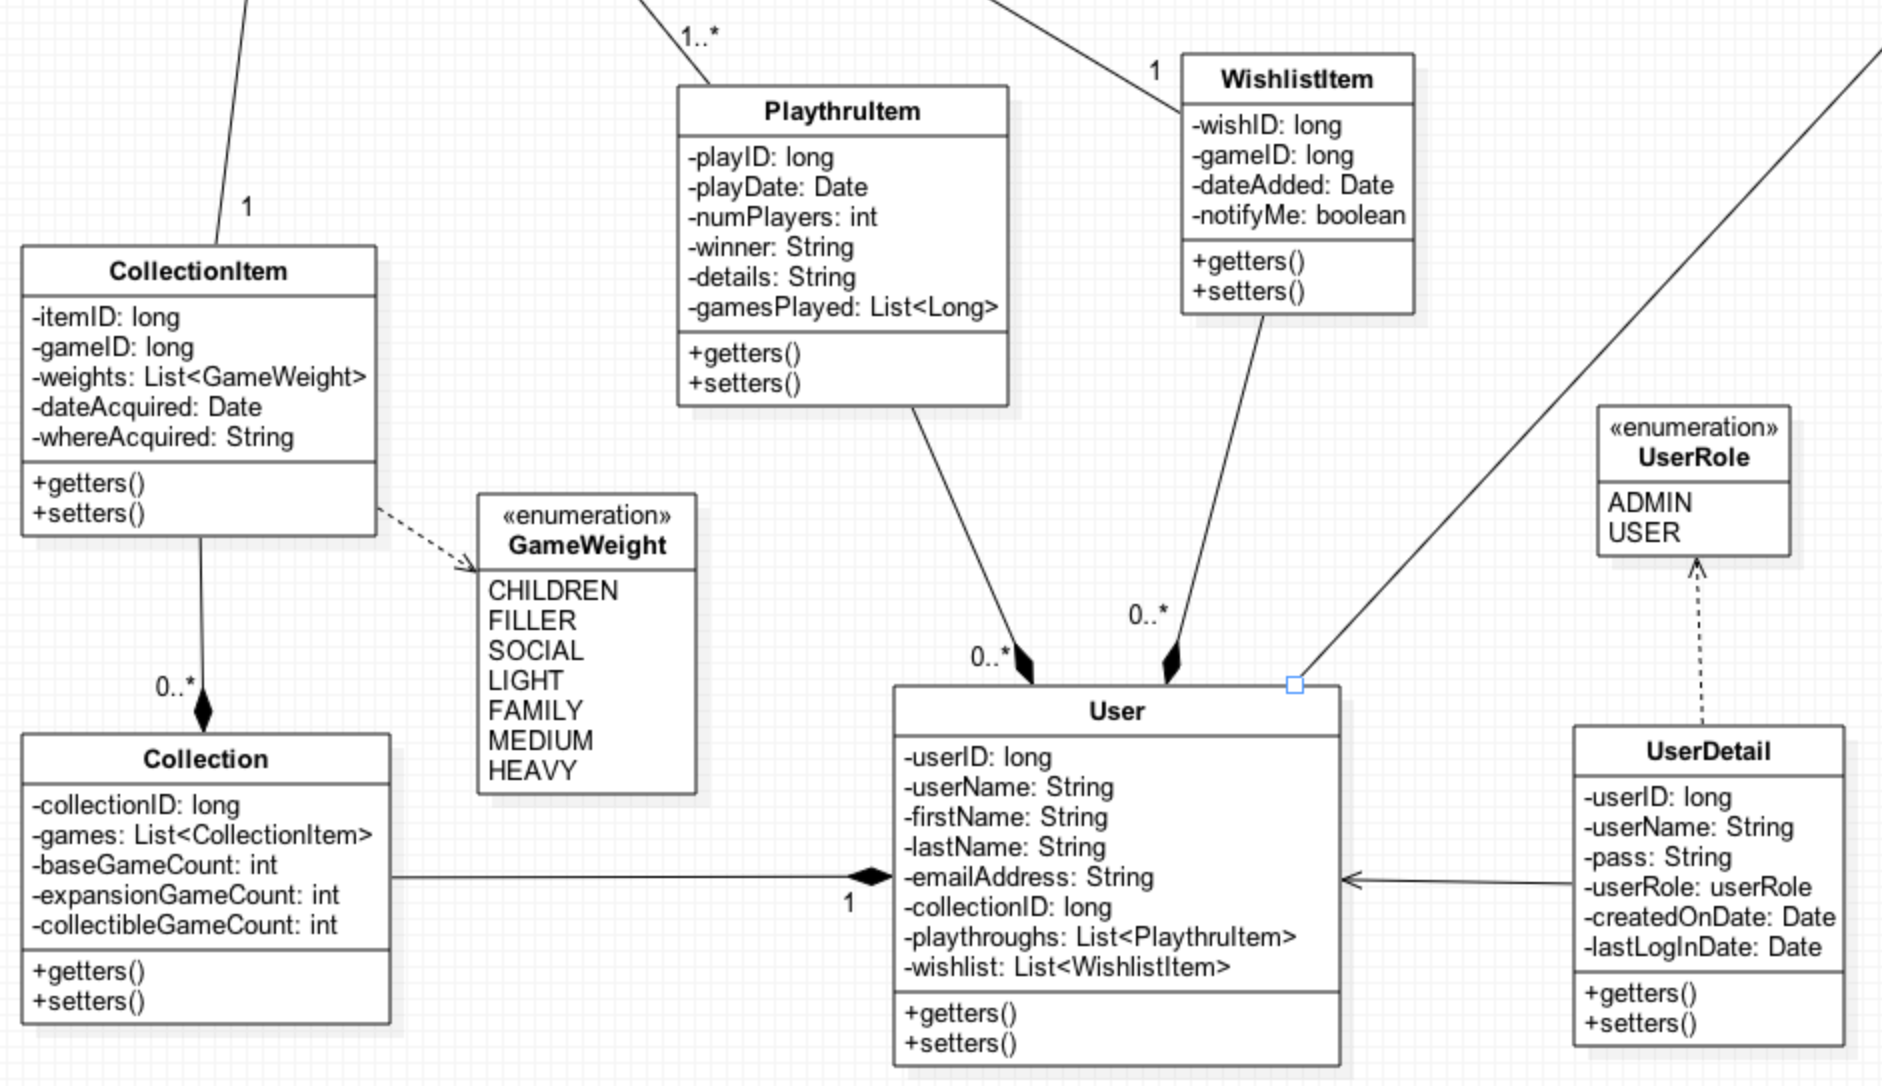 1..*
1
WishlistItem
-wishID: long
-gameID: long
-dateAdded: Date
-notifyMe: boolean
+getters()
+setters()
PlaythruItem
-playID: long
-playDate: Date
-numPlayers: int
-winner: String
-details: String
-gamesPlayed: List<Long>
+getters()
+setters()
1
CollectionItem
-itemID: long
-gameID: long
-weights: List<GameWeight>
-dateAcquired: Date
-whereAcquired: String
+getters()
+setters()
«enumeration»
GameWeight
CHILDREN
FILLER
SOCIAL
LIGHT
FAMILY
MEDIUM
HEAVY
«enumeration»
UserRole
ADMIN
USER
0..*
0..*
0..*
Collection
-collectionID: long
-games: List<CollectionItem>
-baseGameCount: int
-expansionGameCount: int
-collectibleGameCount: int
+getters()
+setters()
1
User
-userID: long
-userName: String
-firstName: String
-lastName: String
-emailAddress: String
-collectionID: long
-playthroughs: List<PlaythruItem>
-wishlist: List<WishlistItem>
+getters()
+setters()
UserDetail
-userID: long
-userName: String
-pass: String
-userRole: userRole
-createdOnDate: Date
-lastLogInDate: Date
+getters()
+setters()